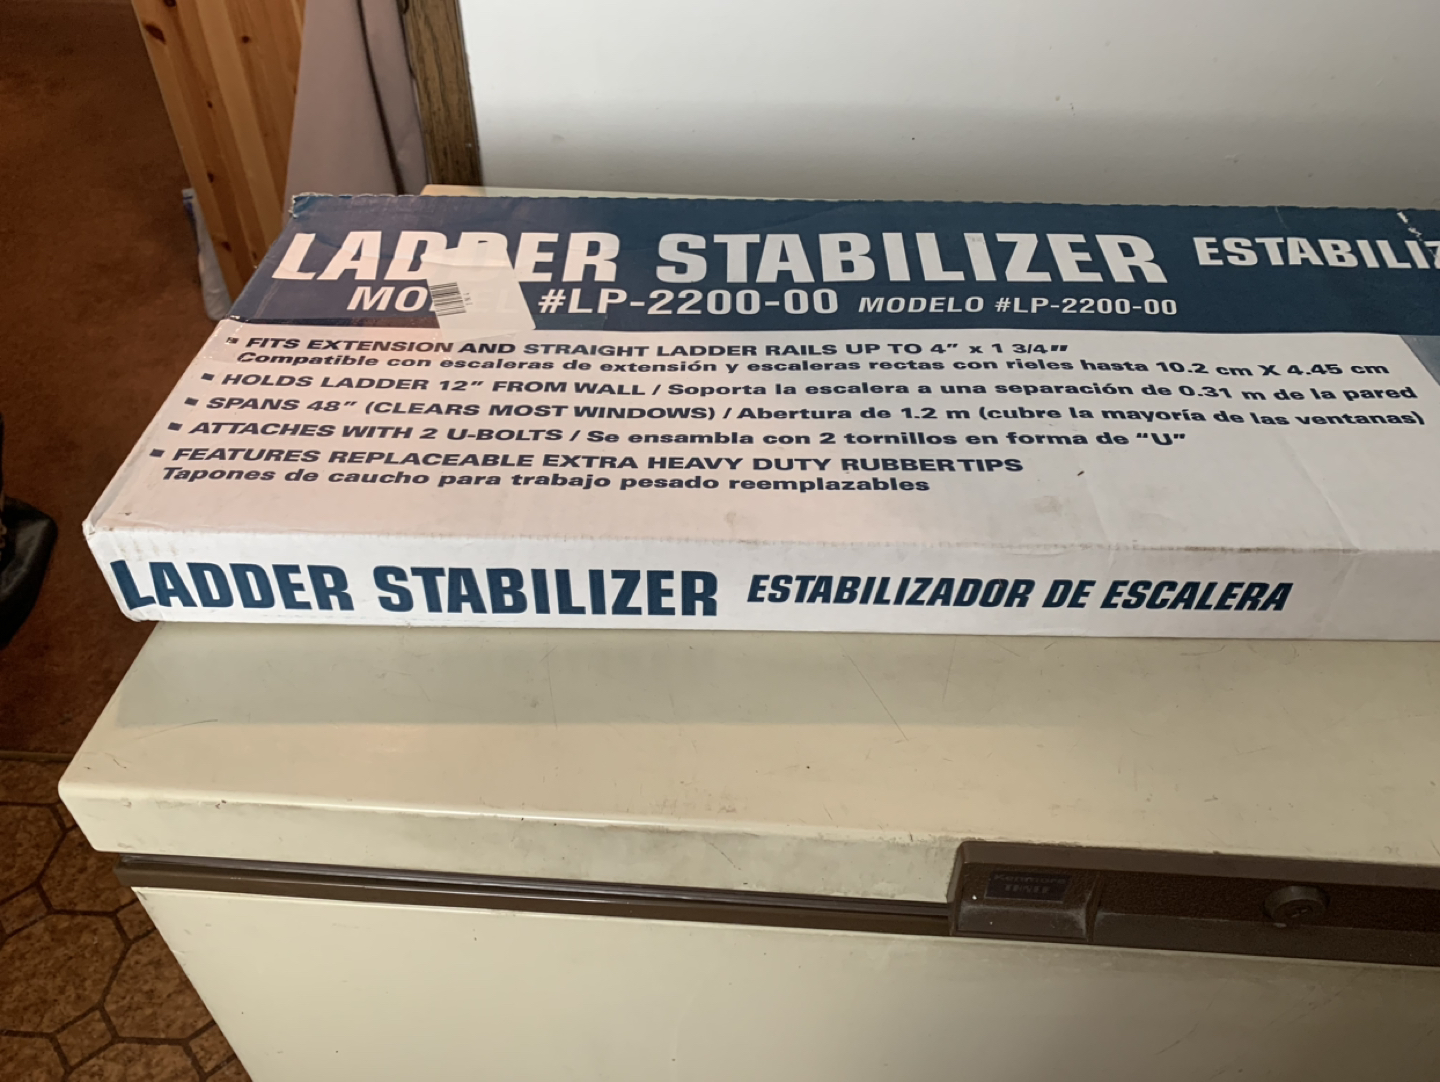 LADDER STABILIZER ESTABILIZ
MODEL #LP-2200-00 MODELO #LP-2200-00
▪ FITS EXTENSION AND STRAIGHT LADDER RAILS UP TO 4" x 1 3/4"
Compatible con escaleras de extensión y escaleras rectas con rieles hasta 10.2 cm X 4.45 cm
▪ HOLDS LADDER 12" FROM WALL / Soporta la escalera a una separación de 0.31 m de la pared
▪ SPANS 48" (CLEARS MOST WINDOWS) / Abertura de 1.2 m (cubre la mayoría de las ventanas)
▪ ATTACHES WITH 2 U-BOLTS / Se ensambla con 2 tornillos en forma de "U"
▪ FEATURES REPLACEABLE EXTRA HEAVY DUTY RUBBER TIPS
Tapones de caucho para trabajo pesado reemplazables
LADDER STABILIZER ESTABILIZADOR DE ESCALERA